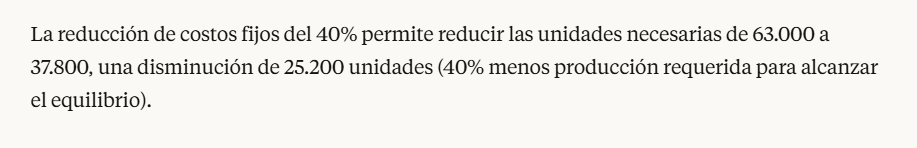 La reducción de costos fijos del 40% permite reducir las unidades necesarias de 63.000 a
37.800, una disminución de 25.200 unidades (40% menos producción requerida para alcanzar
el equilibrio).